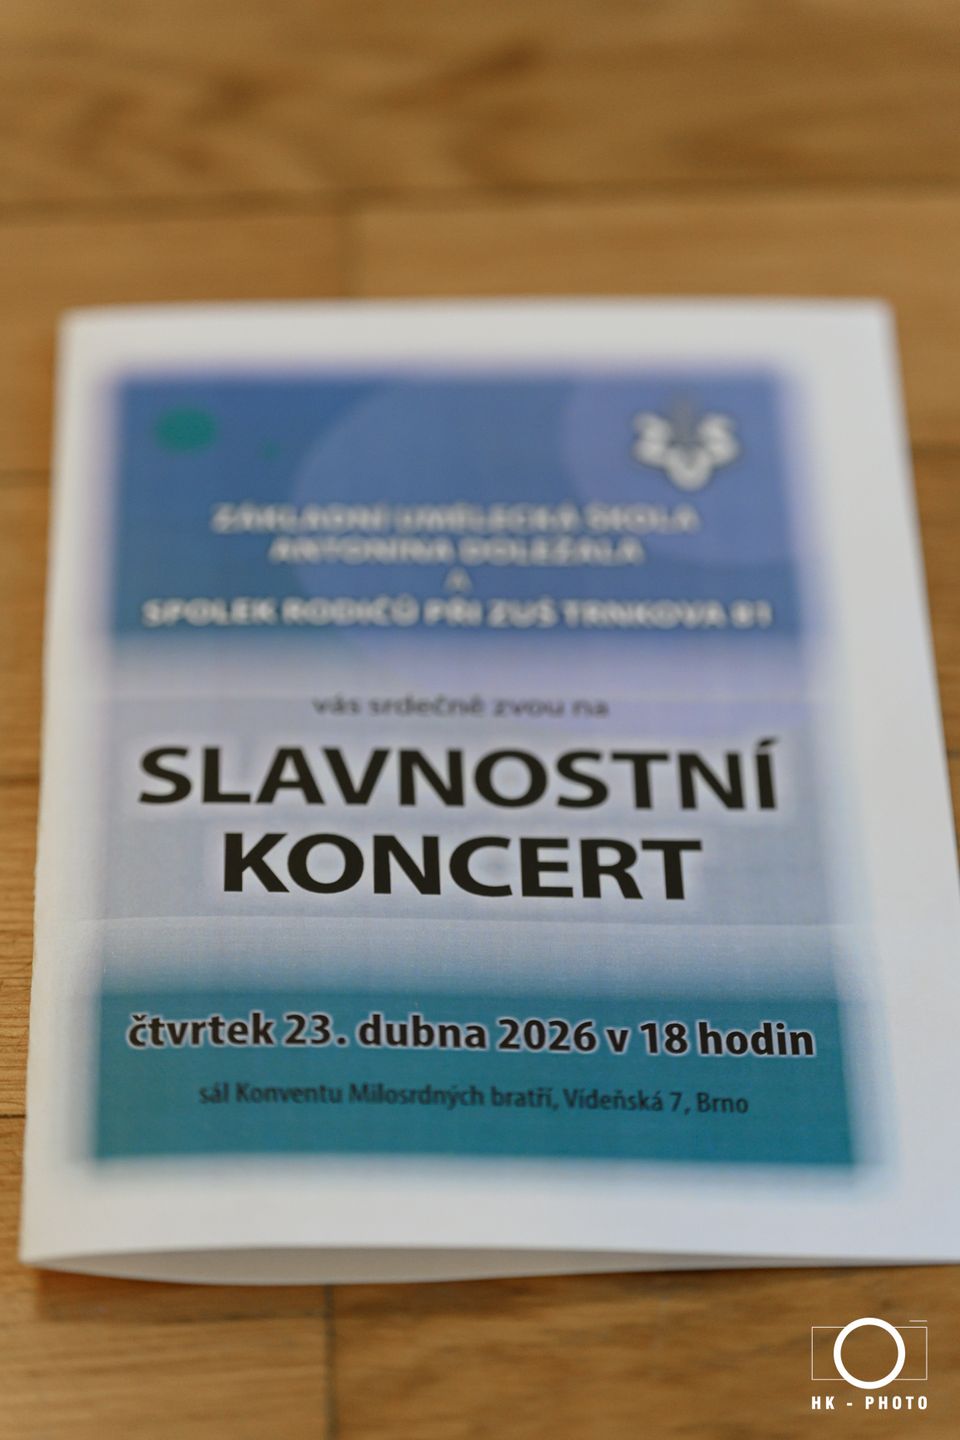 ZUŠ
ZÁKLADNÍ UMĚLECKÁ ŠKOLA
ANTONÍNA DOLEŽALA
A
SPOLEK RODIČŮ PŘI ZUŠ TRNKOVA 81
vás srdečně zvou na
SLAVNOSTNÍ
KONCERT
čtvrtek 23. dubna 2026 v 18 hodin
sál Konventu Milosrdných bratří, Vídeňská 7, Brno
HK - PHOTO